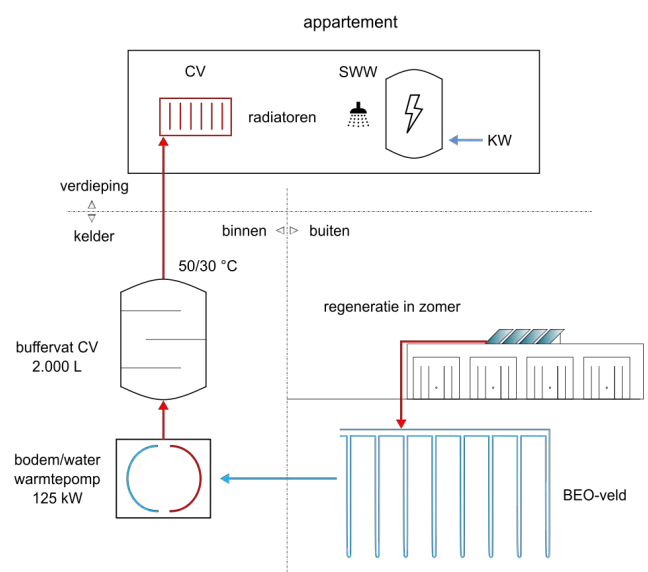 appartement
CV
SWW
radiatoren
KW
verdieping
kelder
binnen
buiten
50/30 °C
regeneratie in zomer
buffervat CV
2.000 L
bodem/water
warmtepomp
125 kW
BEO-veld